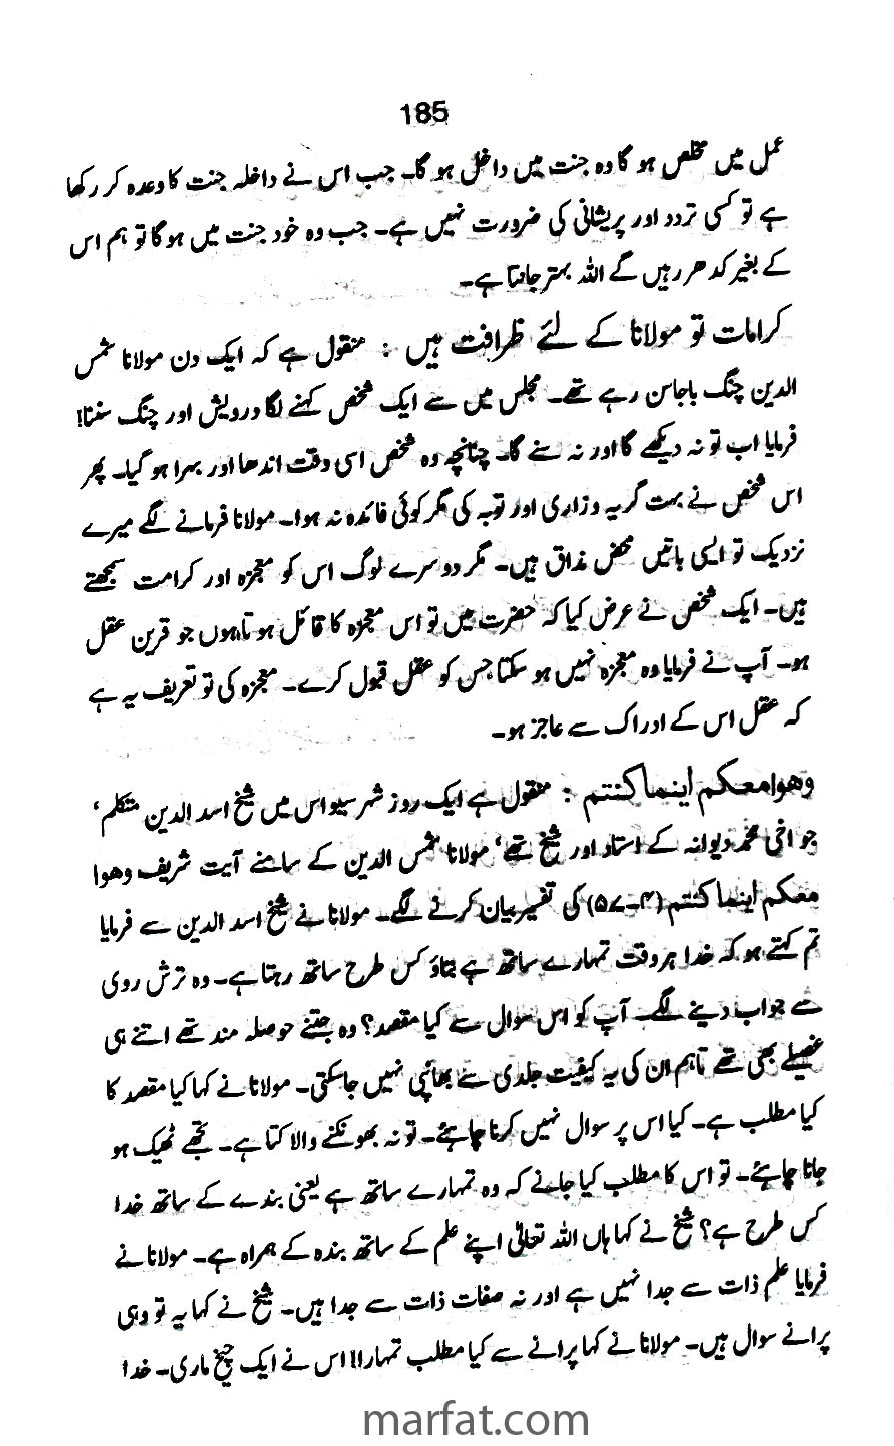 185
عمل میں مخلص ہو گا وہ جنت میں داخل ہو گا۔ جب اس نے داخلہ جنت کا وعدہ کر رکھا
ہے تو کسی تردد اور پریشانی کی ضرورت نہیں ہے۔ جب وہ خود جنت میں ہو گا تو ہم اس
کے بغیر کدھر رہیں گے اللہ بہتر جانتا ہے۔
کرامات تو مولانا کے لئے ظرافت ہیں : منقول ہے کہ ایک دن مولانا شمس
الدین چنگ باجا سن رہے تھے۔ مجلس میں سے ایک شخص کہنے لگا درویش اور چنگ سننا!
فرمایا اب تو نہ دیکھے گا اور نہ سنے گا۔ چنانچہ وہ شخص اسی وقت اندھا اور بہرا ہو گیا۔ پھر
اس شخص نے بہت گریہ وزاری اور توبہ کی مگر کوئی فائدہ نہ ہوا۔ مولانا فرمانے لگے میرے
نزدیک تو ایسی باتیں محض مذاق ہیں۔ مگر دوسرے لوگ اس کو معجزہ اور کرامت سمجھتے
ہیں۔ ایک شخص نے عرض کیا کہ حضرت میں تو اس معجزہ کا قائل ہوتا ہوں جو قرین عقل
ہو۔ آپ نے فرمایا وہ معجزہ نہیں ہو سکتا جس کو عقل قبول کرے۔ معجزہ کی تو تعریف یہ ہے
کہ عقل اس کے ادراک سے عاجز ہو۔
وھوامعکم اینما کنتم : منقول ہے ایک روز شہر سیواس میں شیخ اسد الدین متکلم،
جو اخی محمد دیوانہ کے استاد اور شیخ تھے، مولانا شمس الدین کے سامنے آیت شریف وھوا
معکم اینما کنتم (۴۔۵۷) کی تفسیر بیان کرنے لگے۔ مولانا نے شیخ اسد الدین سے فرمایا
تم کہتے ہو کہ خدا ہر وقت تمہارے ساتھ ہے بتاؤ کس طرح ساتھ رہتا ہے۔ وہ ترش روی
سے جواب دینے لگے۔ آپ کو اس سوال سے کیا مقصد؟ وہ جتنے حوصلہ مند تھے اتنے ہی
غصیلے بھی تھے تاہم ان کی یہ کیفیت جلدی سے بھانپی نہیں جا سکتی۔ مولانا نے کہا کیا مقصد کا
کیا مطلب ہے۔ کیا اس پر سوال نہیں کرنا چاہئے۔ تو نہ بھونکنے والا کتا ہے۔ تجھے ٹھیک ہو
جانا چاہئے۔ تو اس کا مطلب کیا جانے کہ وہ تمہارے ساتھ ہے یعنی بندے کے ساتھ خدا
کس طرح ہے؟ شیخ نے کہا ہاں اللہ تعالیٰ اپنے علم کے ساتھ بندہ کے ہمراہ ہے۔ مولانا نے
فرمایا علم ذات سے جدا نہیں ہے اور نہ صفات ذات سے جدا ہیں۔ شیخ نے کہا یہ تو وہی
پرانے سوال ہیں۔ مولانا نے کہا پرانے سے کیا مطلب تمہارا! اس نے ایک چیخ ماری۔ خدا
marfat.com